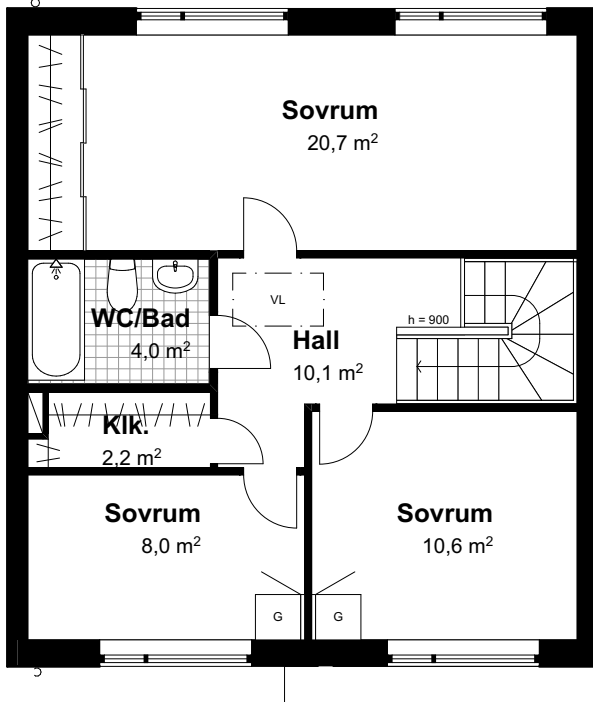 Sovrum
20,7 m²
VL
h = 900
WC/Bad
4,0 m²
Hall
10,1 m²
Klk.
2,2 m²
Sovrum
8,0 m²
Sovrum
10,6 m²
G
G